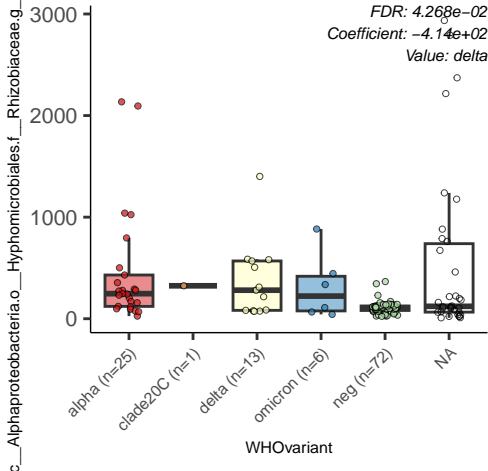 FDR: 4.268e−02
Coefficient: −4.14e+02
Value: delta
c__Alphaproteobacteria.o__Hyphomicrobiales.f__Rhizobiaceae.g_
3000
2000
1000
0
alpha (n=25)
clade20C (n=1)
delta (n=13)
omicron (n=6)
neg (n=72)
NA
WHOvariant